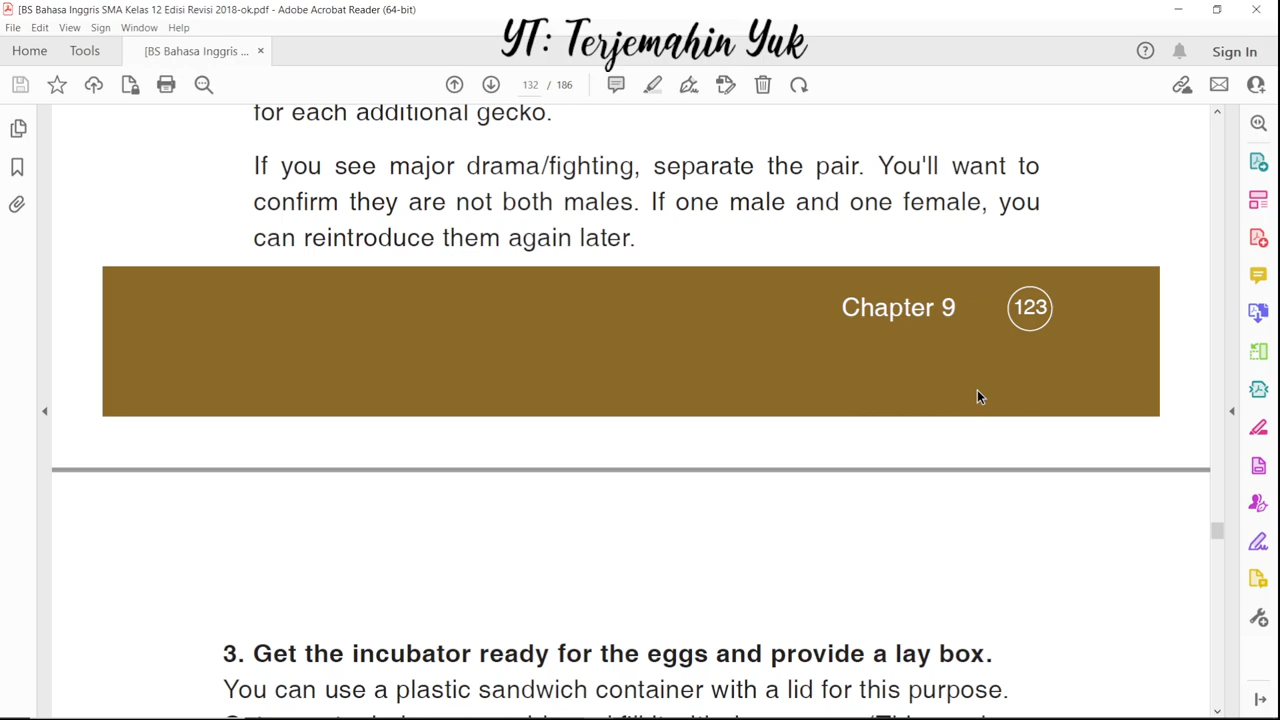 [BS Bahasa Inggris SMA Kelas 12 Edisi Revisi 2018-ok.pdf - Adobe Acrobat Reader (64-bit)
File Edit View Sign Window Help
YT: Terjemahin Yuk
Home Tools [BS Bahasa Inggris ... × Sign In
132 / 186
for each additional gecko.
If you see major drama/fighting, separate the pair. You'll want to
confirm they are not both males. If one male and one female, you
can reintroduce them again later.
Chapter 9 123
3. Get the incubator ready for the eggs and provide a lay box.
You can use a plastic sandwich container with a lid for this purpose.